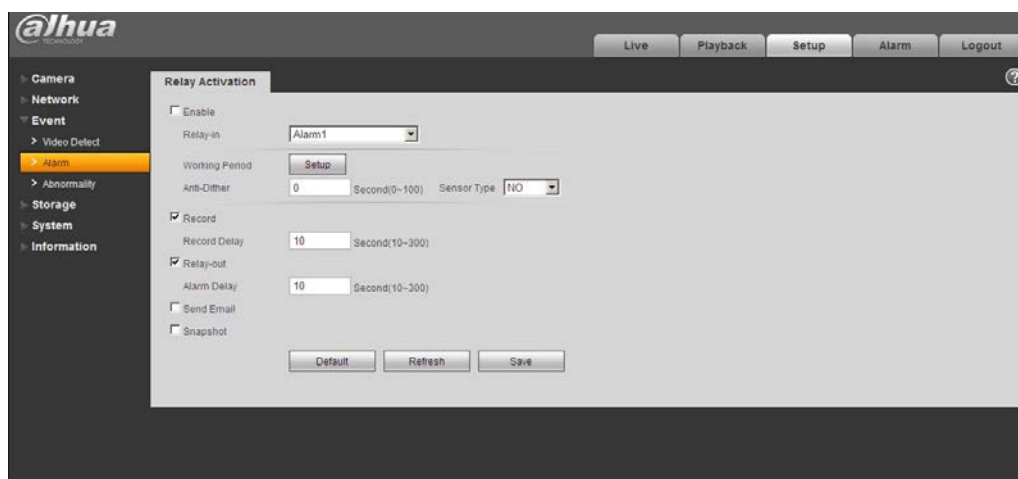 alhua
TECHNOLOGY
Live Playback Setup Alarm Logout
Camera
Network
Event
> Video Detect
> Alarm
> Abnormality
Storage
System
Information
Relay Activation
?
Enable
Relay-in Alarm1
Working Period Setup
Anti-Dither 0 Second(0~100) Sensor Type NO
Record
Record Delay 10 Second(10~300)
Relay-out
Alarm Delay 10 Second(10~300)
Send Email
Snapshot
Default Refresh Save